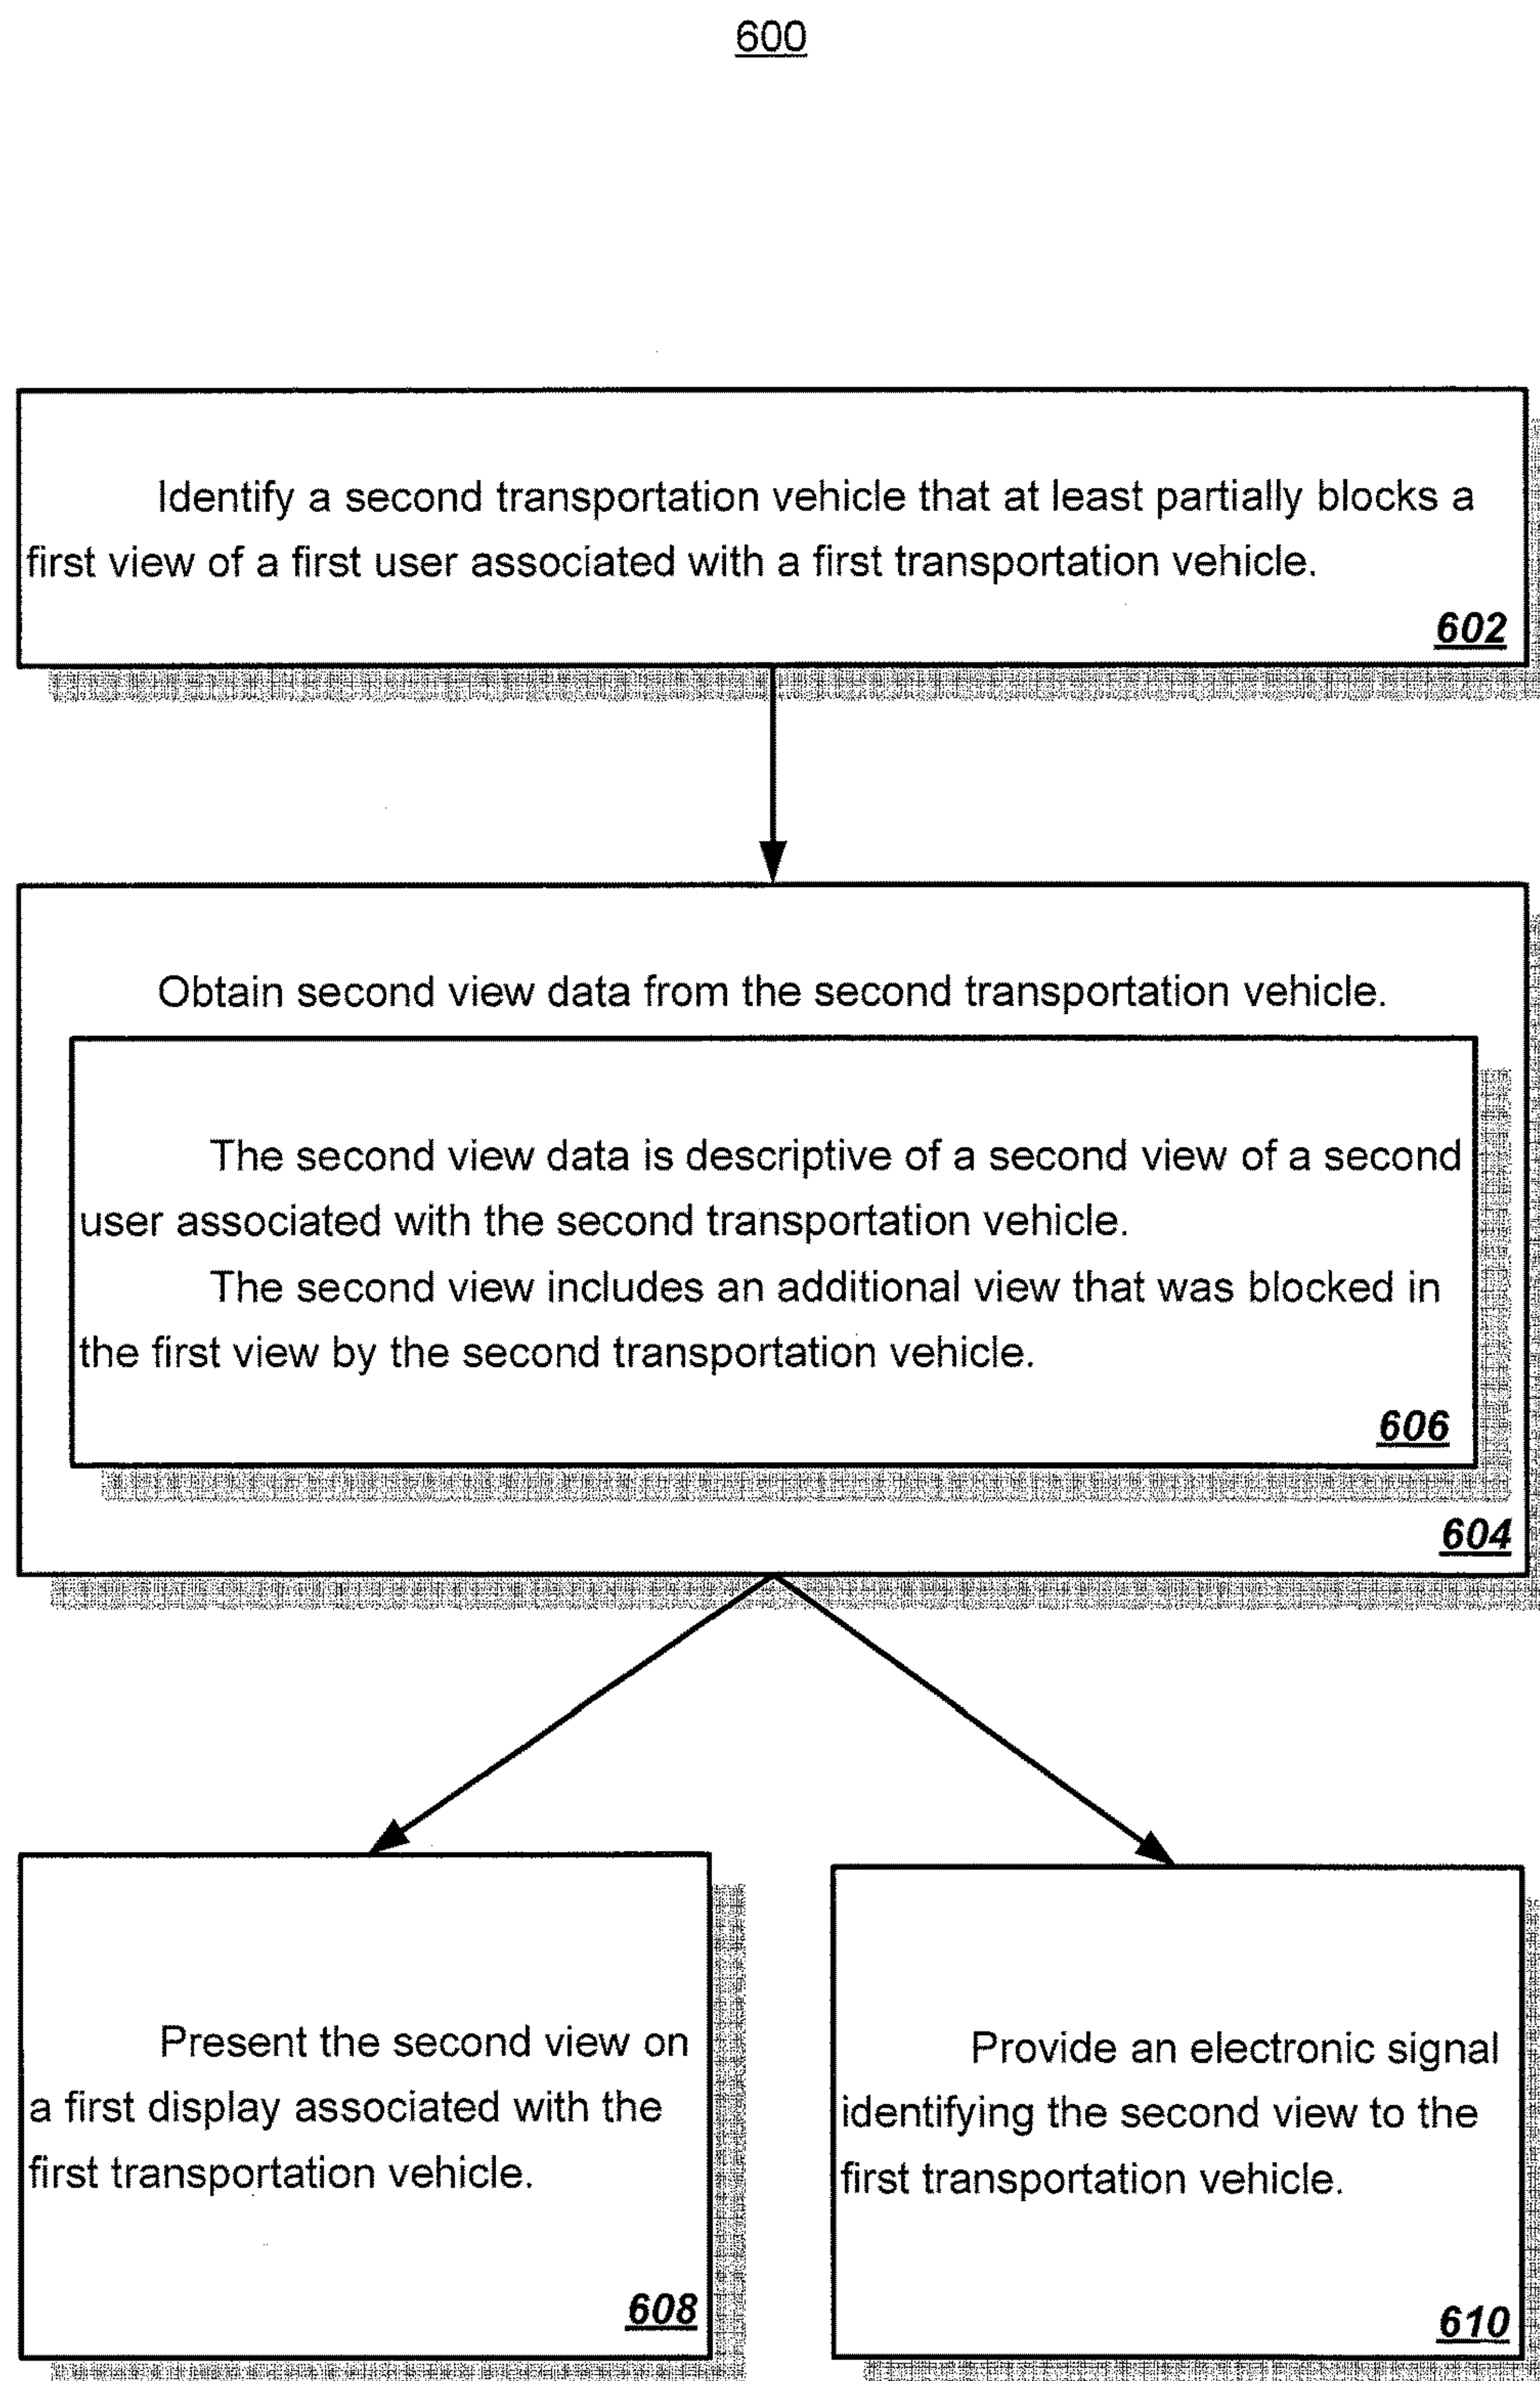 600
Identify a second transportation vehicle that at least partially blocks a
first view of a first user associated with a first transportation vehicle.
602
Obtain second view data from the second transportation vehicle.
The second view data is descriptive of a second view of a second
user associated with the second transportation vehicle.
The second view includes an additional view that was blocked in
the first view by the second transportation vehicle.
606
604
Present the second view on
a first display associated with the
first transportation vehicle.
608
Provide an electronic signal
identifying the second view to the
first transportation vehicle.
610